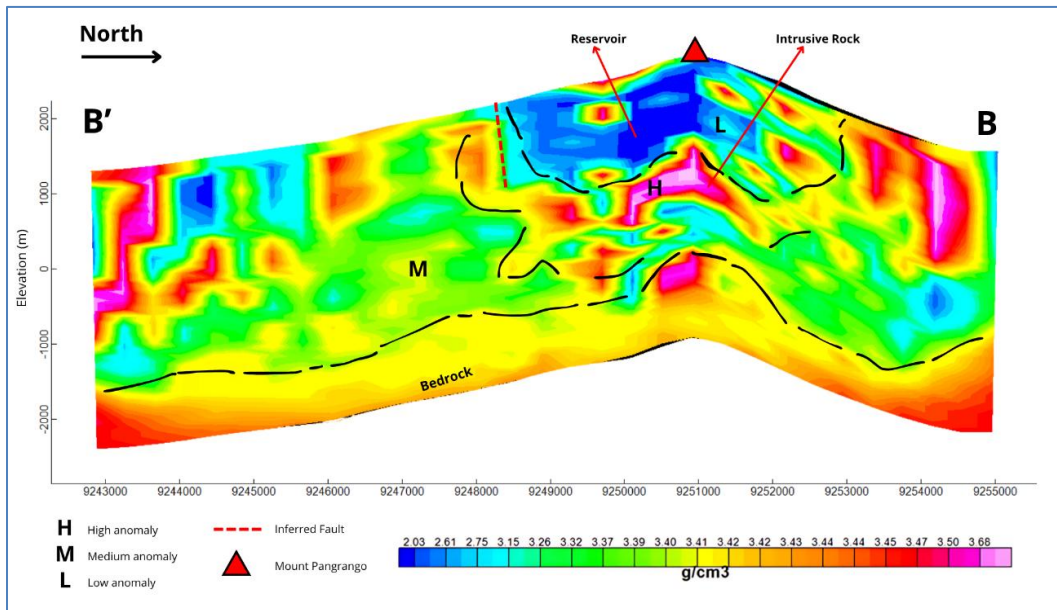 North
Reservoir
Intrusive Rock
B’
B
L
H
M
Bedrock
Elevation (m)
2000
1000
0
-1000
-2000
9243000 9244000 9245000 9246000 9247000 9248000 9249000 9250000 9251000 9252000 9253000 9254000 9255000
H High anomaly
M Medium anomaly
L Low anomaly
Inferred Fault
Mount Pangrango
2.03 2.61 2.75 3.15 3.26 3.32 3.37 3.39 3.40 3.41 3.42 3.42 3.43 3.44 3.44 3.45 3.47 3.50 3.68
g/cm3